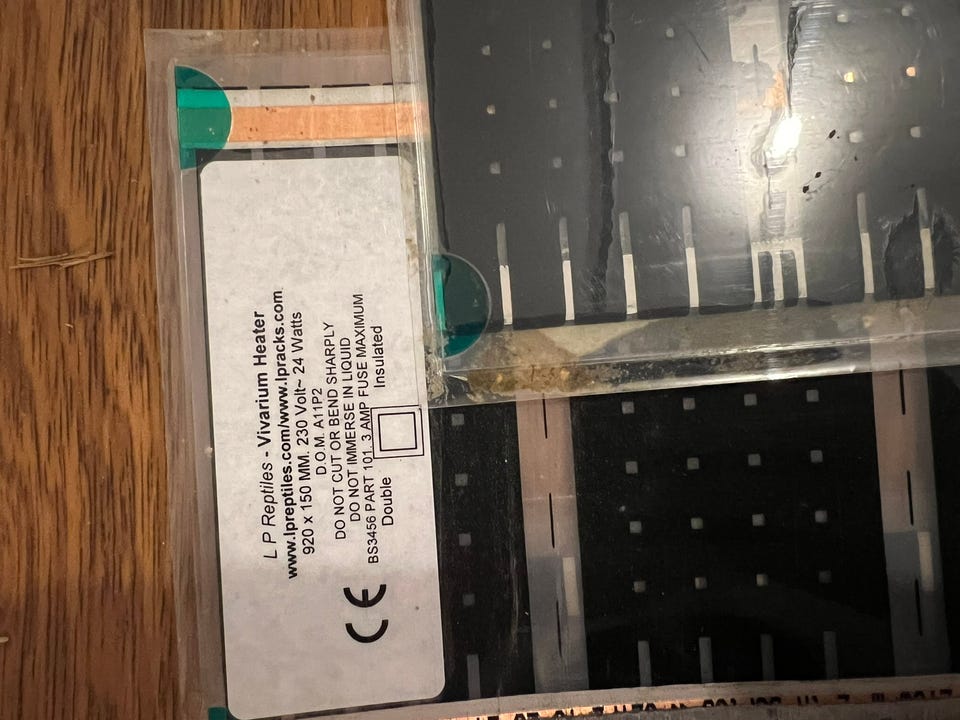 L P Reptiles - Vivarium Heater
www.lpreptiles.com/www.lpracks.com
920 x 150 MM. 230 Volt~ 24 Watts
D.O.M. A11P2
DO NOT CUT OR BEND SHARPLY
DO NOT IMMERSE IN LIQUID
BS3456 PART 101. 3 AMP FUSE MAXIMUM
Double Insulated
CE